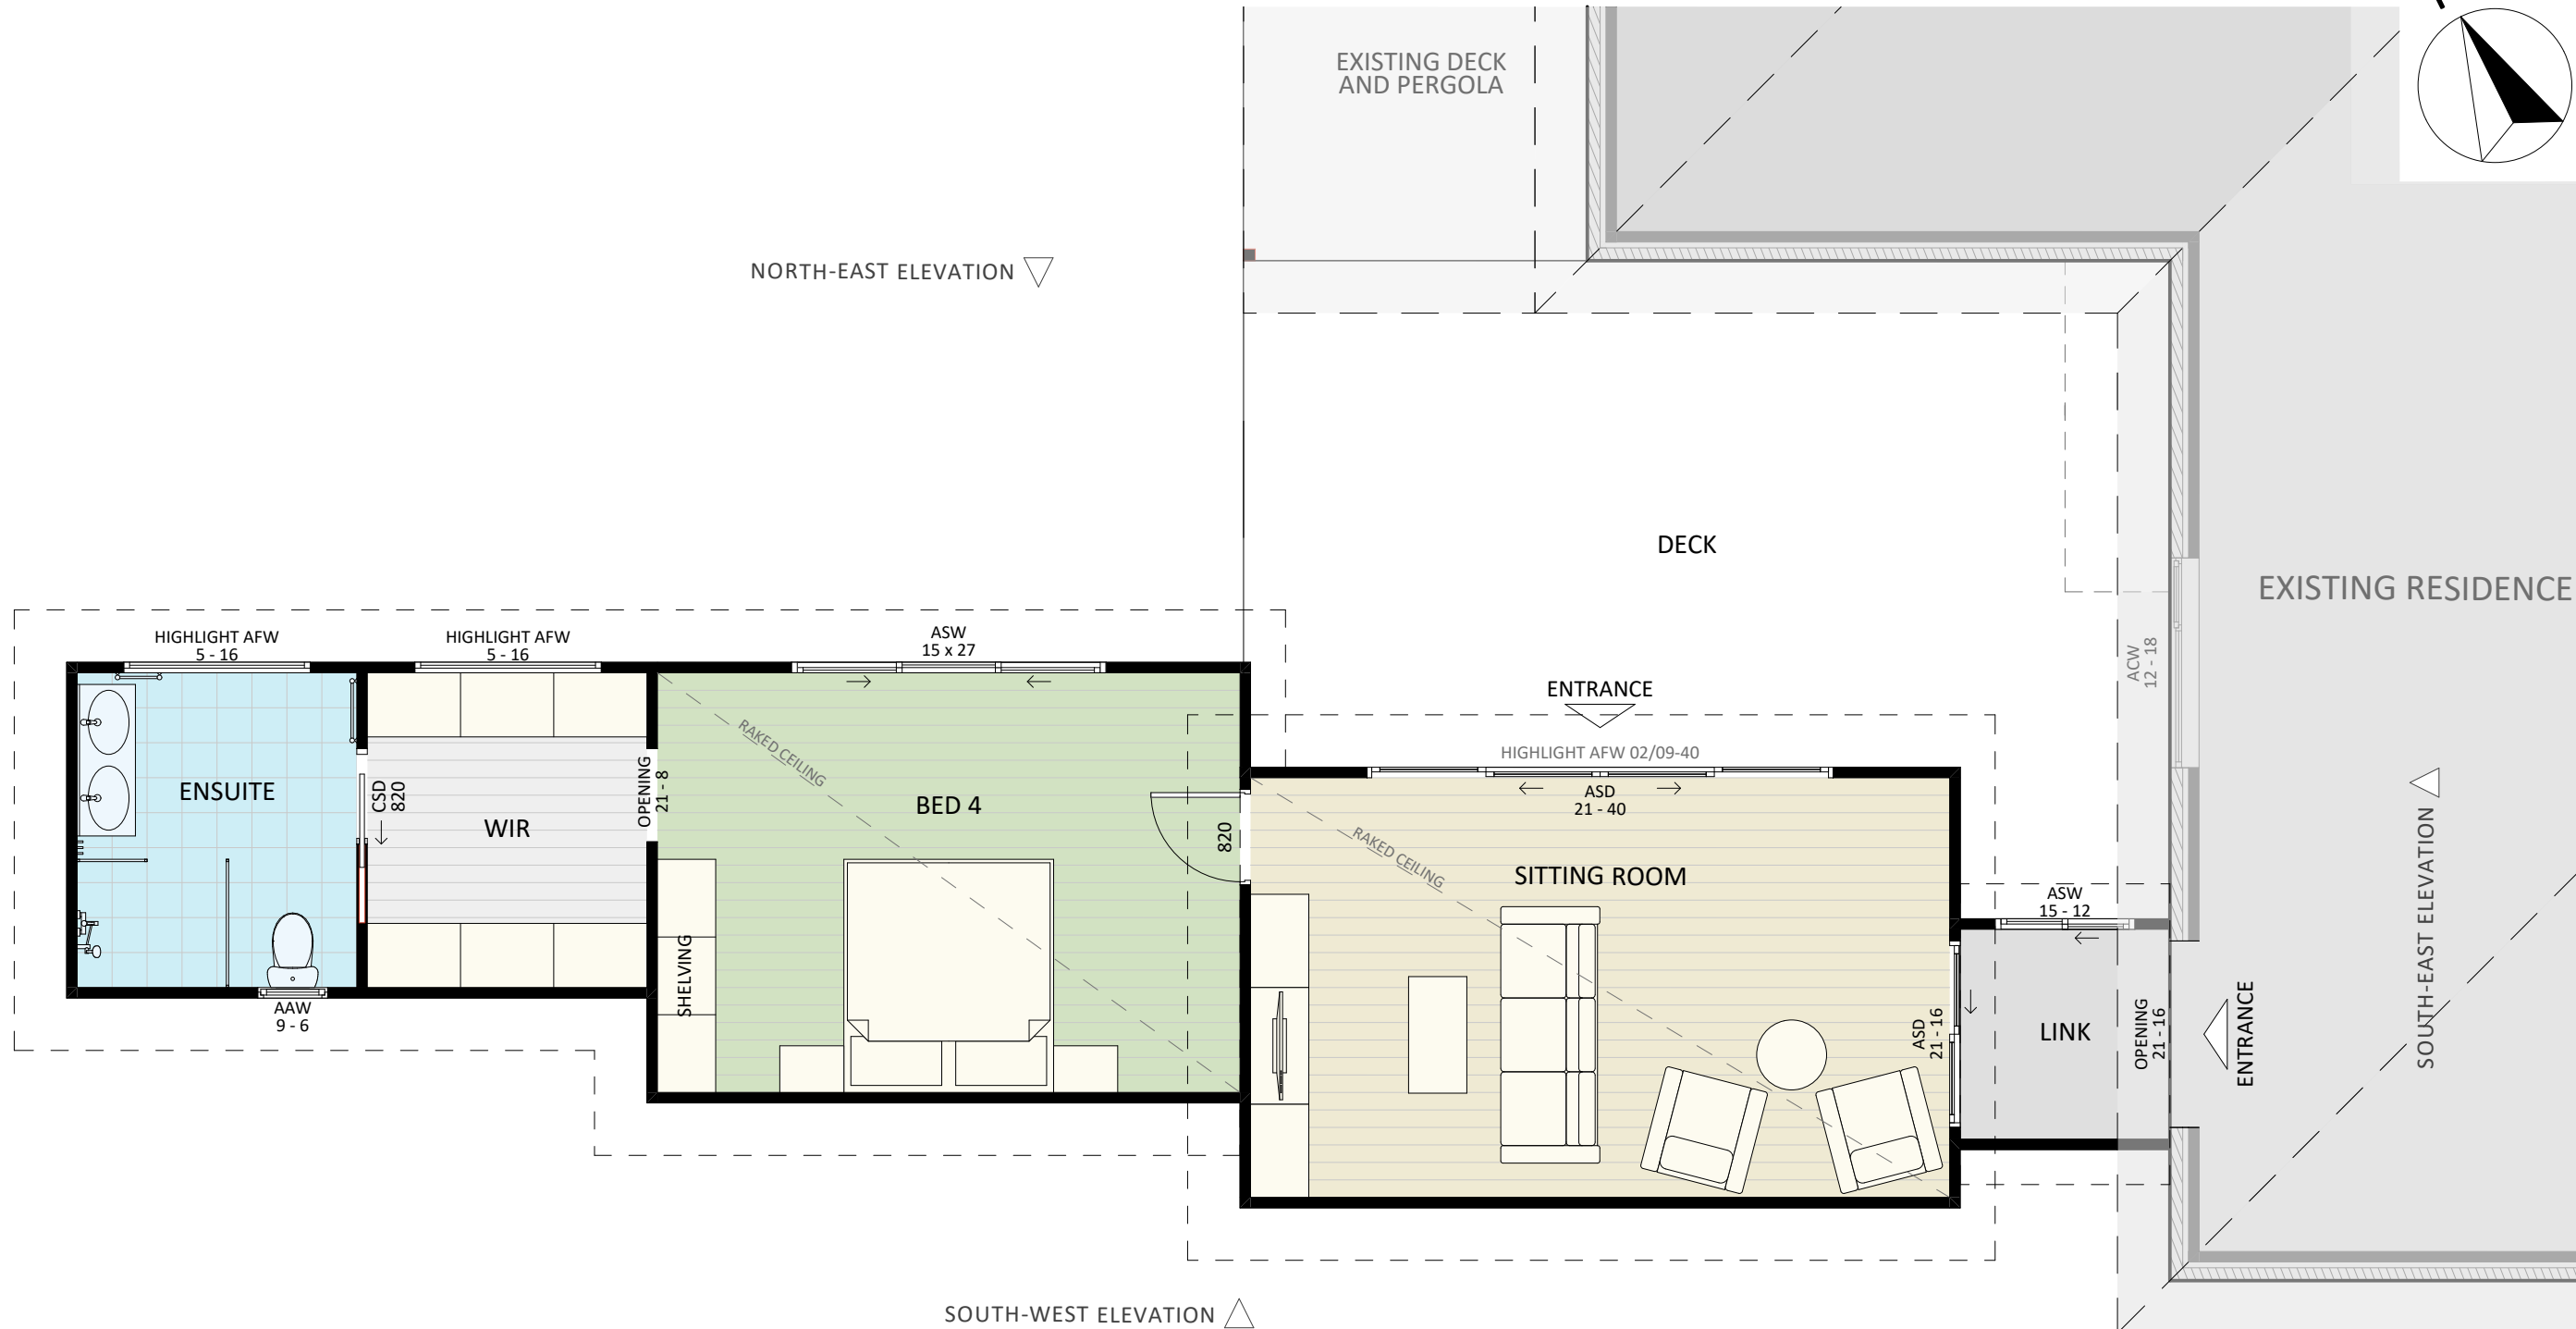 EXISTING DECK
AND PERGOLA
NORTH-EAST ELEVATION
DECK
EXISTING RESIDENCE
HIGHLIGHT AFW
5 - 16
HIGHLIGHT AFW
5 - 16
ASW
15 x 27
ACW
12 - 18
ENTRANCE
HIGHLIGHT AFW 02/09-40
ASD
21 - 40
RAKED CEILING
ENSUITE
CSD
820
WIR
OPENING
21 - 8
BED 4
820
RAKED CEILING
SITTING ROOM
SHELVING
ASW
15 - 12
ASD
21 - 16
LINK
OPENING
21 - 16
ENTRANCE
SOUTH-EAST ELEVATION
AAW
9 - 6
SOUTH-WEST ELEVATION